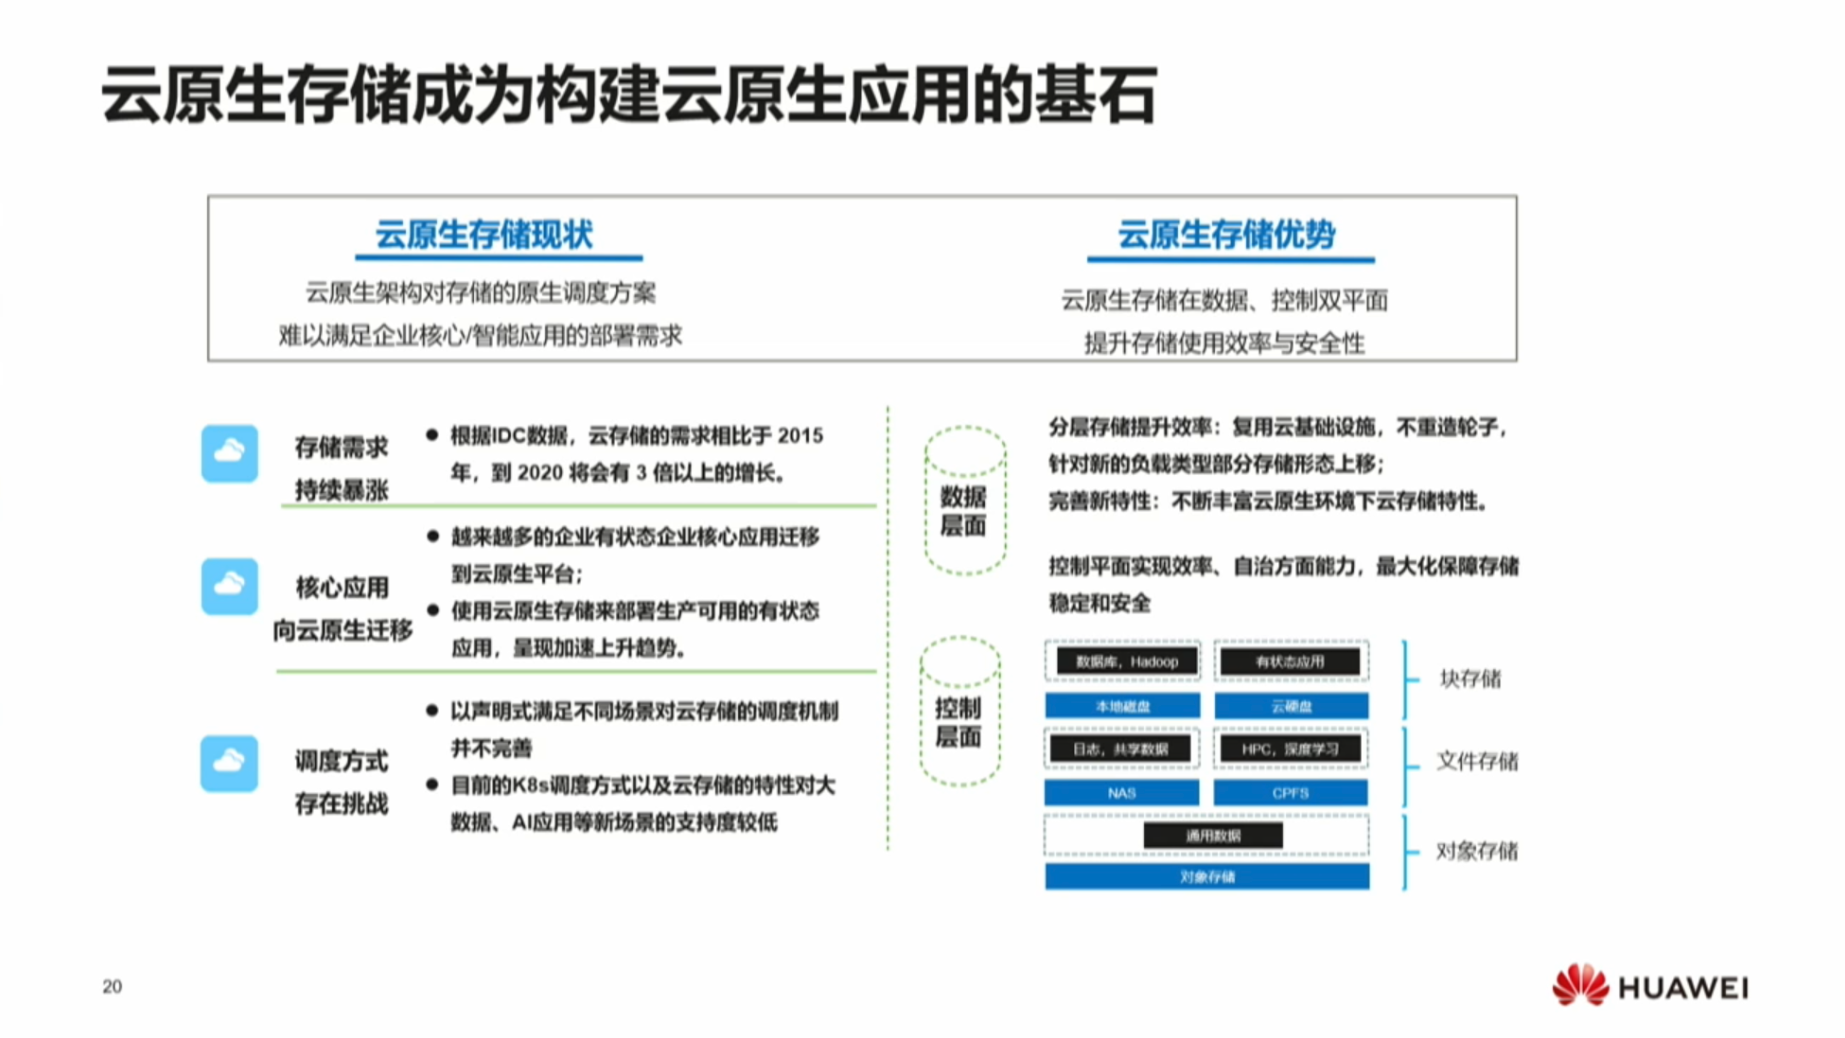 云原生存储成为构建云原生应用的基石
云原生存储现状
云原生架构对存储的原生调度方案
难以满足企业核心/智能应用的部署需求
云原生存储优势
云原生存储在数据、控制双平面
提升存储使用效率与安全性
存储需求
持续暴涨
● 根据IDC数据，云存储的需求相比于 2015
年，到 2020 将会有 3 倍以上的增长。
核心应用
向云原生迁移
● 越来越多的企业有状态企业核心应用迁移
到云原生平台；
● 使用云原生存储来部署生产可用的有状态
应用，呈现加速上升趋势。
调度方式
存在挑战
● 以声明式满足不同场景对云存储的调度机制
并不完善
● 目前的K8s调度方式以及云存储的特性对大
数据、AI应用等新场景的支持度较低
数据
层面
分层存储提升效率：复用云基础设施，不重造轮子，
针对新的负载类型部分存储形态上移；
完善新特性：不断丰富云原生环境下云存储特性。
控制平面实现效率、自治方面能力，最大化保障存储
稳定和安全
控制
层面
数据库，Hadoop
有状态应用
本地磁盘
云硬盘
块存储
日志，共享数据
HPC，深度学习
NAS
CPFS
文件存储
通用数据
对象存储
对象存储
20
HUAWEI